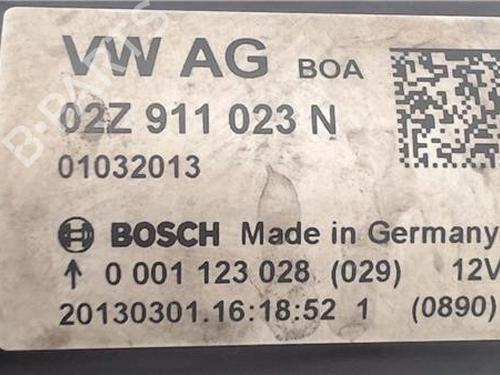 VW AG BOA
02Z 911 023 N
01032013
BOSCH Made in Germany
↑ 0 001 123 028 (029) 12V
20130301.16:18:52 1 (0890)
B-PARTS